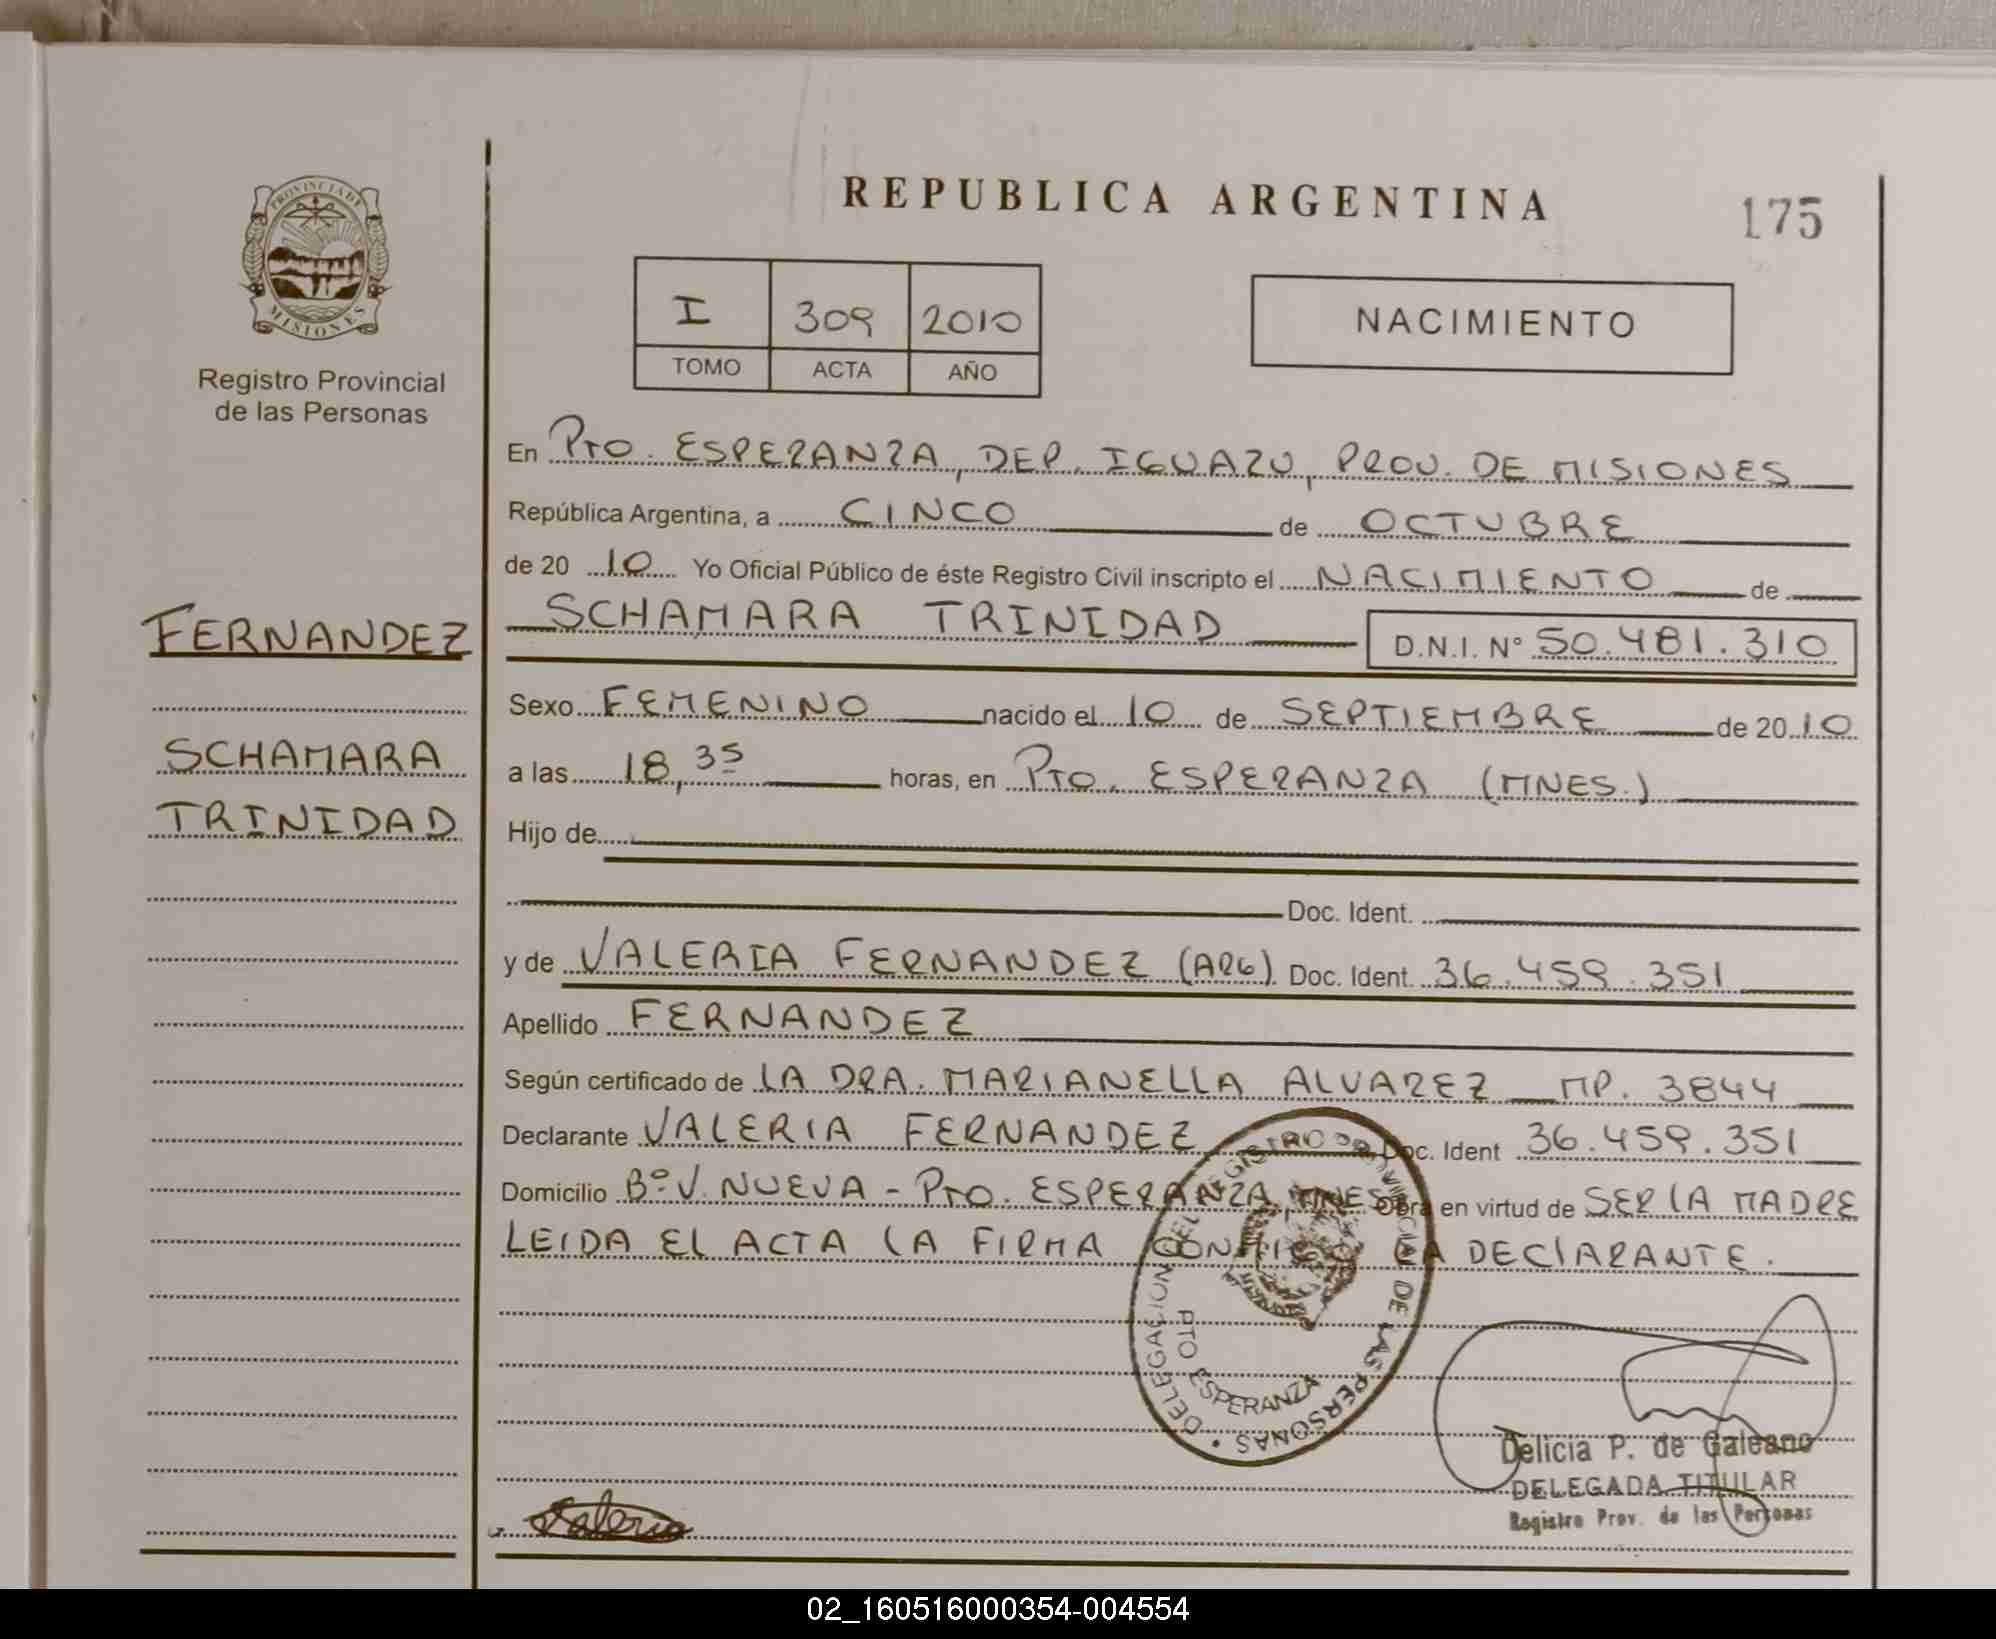 REPUBLICA ARGENTINA
175
PROVINCIA DE
MISIONES
Registro Provincial
de las Personas
I 309 2010
TOMO ACTA AÑO
NACIMIENTO
En PTO. ESPERANZA, DEP. IGUAZU, PROV. DE MISIONES
República Argentina, a CINCO de OCTUBRE
de 20 10 Yo Oficial Público de éste Registro Civil inscripto el NACIMIENTO de
FERNANDEZ
SCHAMARA TRINIDAD D.N.I. N° 50.481.310
Sexo FEMENINO nacido el 10 de SEPTIEMBRE de 2010
SCHAMARA
a las 18,35 horas, en PTO. ESPERANZA (MNES.)
TRINIDAD
Hijo de
Doc. Ident.
y de VALERIA FERNANDEZ (ARG) Doc. Ident. 36.459.351
Apellido FERNANDEZ
Según certificado de LA DRA. MARIANELLA ALVAREZ MP. 3844
Declarante VALERIA FERNANDEZ Doc. Ident 36.459.351
Domicilio B° V. NUEVA - PTO. ESPERANZA, MNES Obra en virtud de SER LA MADRE
LEIDA EL ACTA LA FIRMA CONMIGO LA DECLARANTE.
DELEGACION DEL REGISTRO PROVINCIAL DE LAS PERSONAS
PTO ESPERANZA
Delicia P. de Galeano
DELEGADA TITULAR
Registro Prov. de las Personas
Valeria
02_160516000354-004554